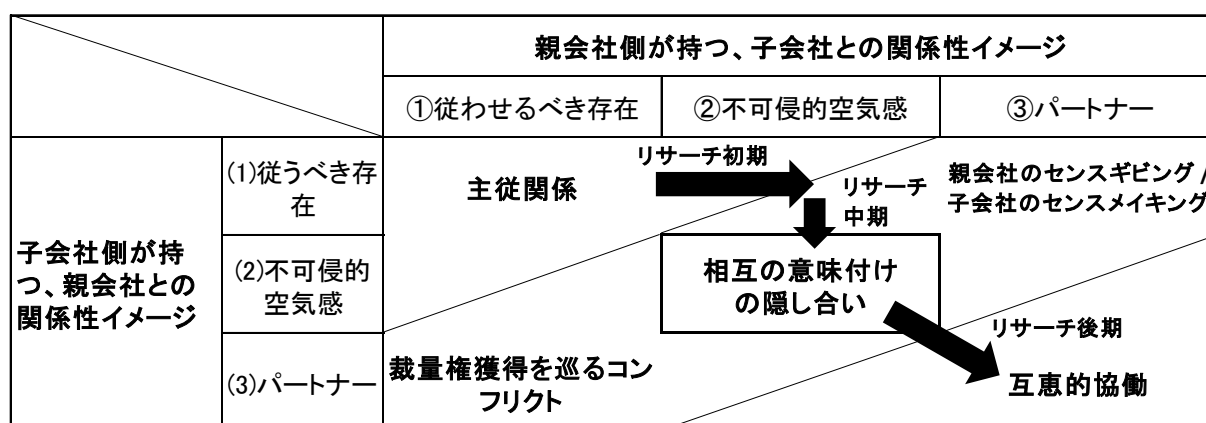 親会社側が持つ、子会社との関係性イメージ
①従わせるべき存在
②不可侵的空気感
③パートナー
子会社側が持
つ、親会社との
関係性イメージ
(1)従うべき存
在
主従関係
リサーチ初期
リサーチ
中期
親会社のセンスギビング /
子会社のセンスメイキング
(2)不可侵的
空気感
相互の意味付け
の隠し合い
リサーチ後期
(3)パートナー
裁量権獲得を巡るコン
フリクト
互恵的協働